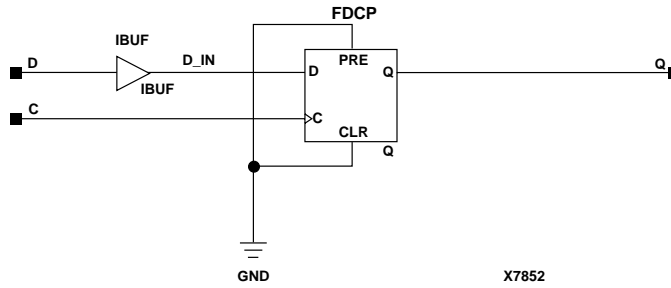 FDCP
IBUF
D
D_IN
IBUF
D
PRE
Q
Q
C
C
CLR
Q
GND
X7852